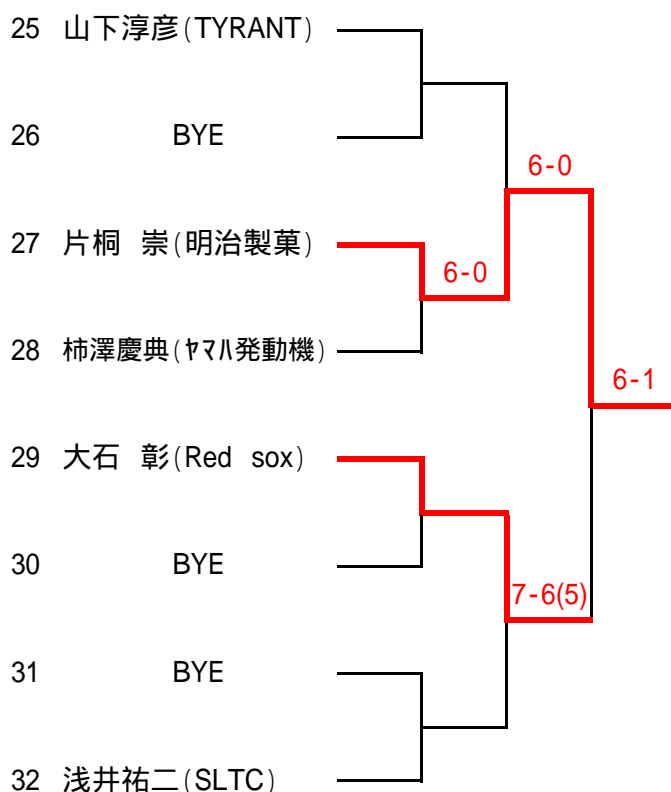 25 山下淳彦(TYRANT)
26 BYE
6-0
27 片桐 崇(明治製菓)
6-0
28 柿澤慶典(ﾔﾏﾊ発動機)
6-1
29 大石 彰(Red sox)
30 BYE
7-6(5)
31 BYE
32 浅井祐二(SLTC)